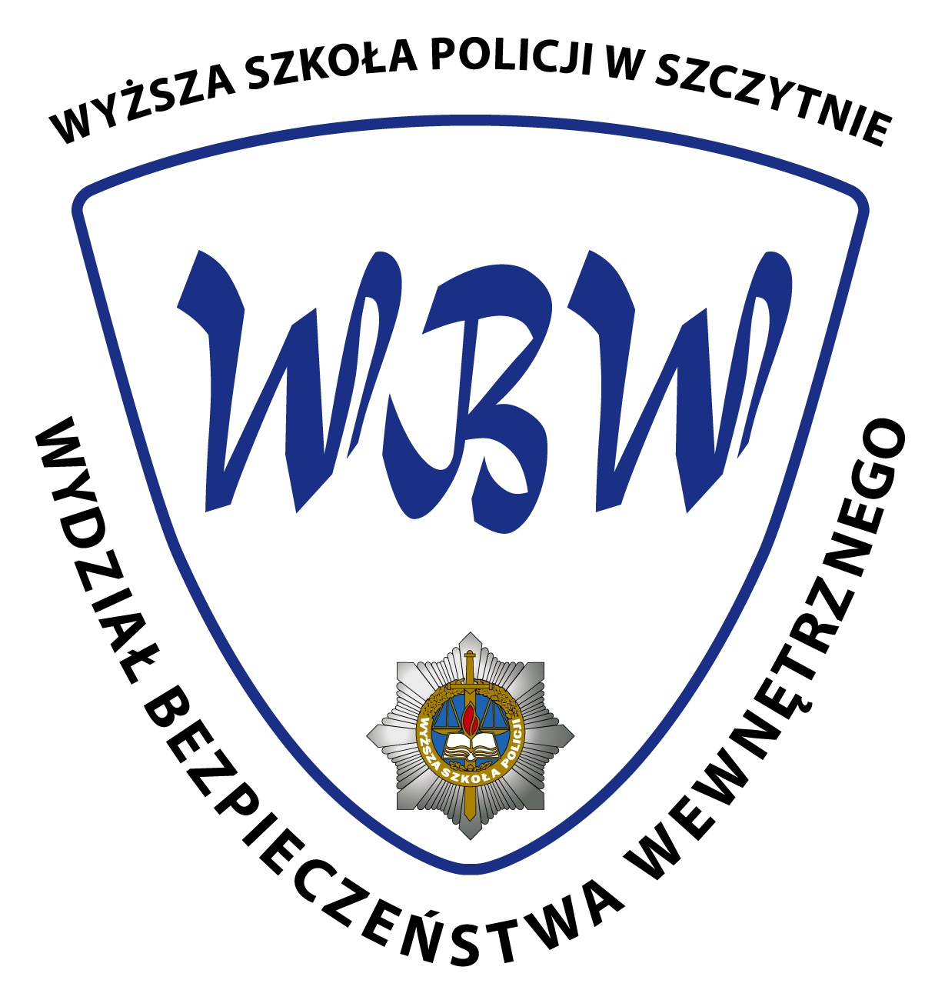 WYŻSZA SZKOŁA POLICJI W SZCZYTNIE
WBW
WYŻSZA SZKOŁA POLICJI
WYDZIAŁ BEZPIECZEŃSTWA WEWNĘTRZNEGO